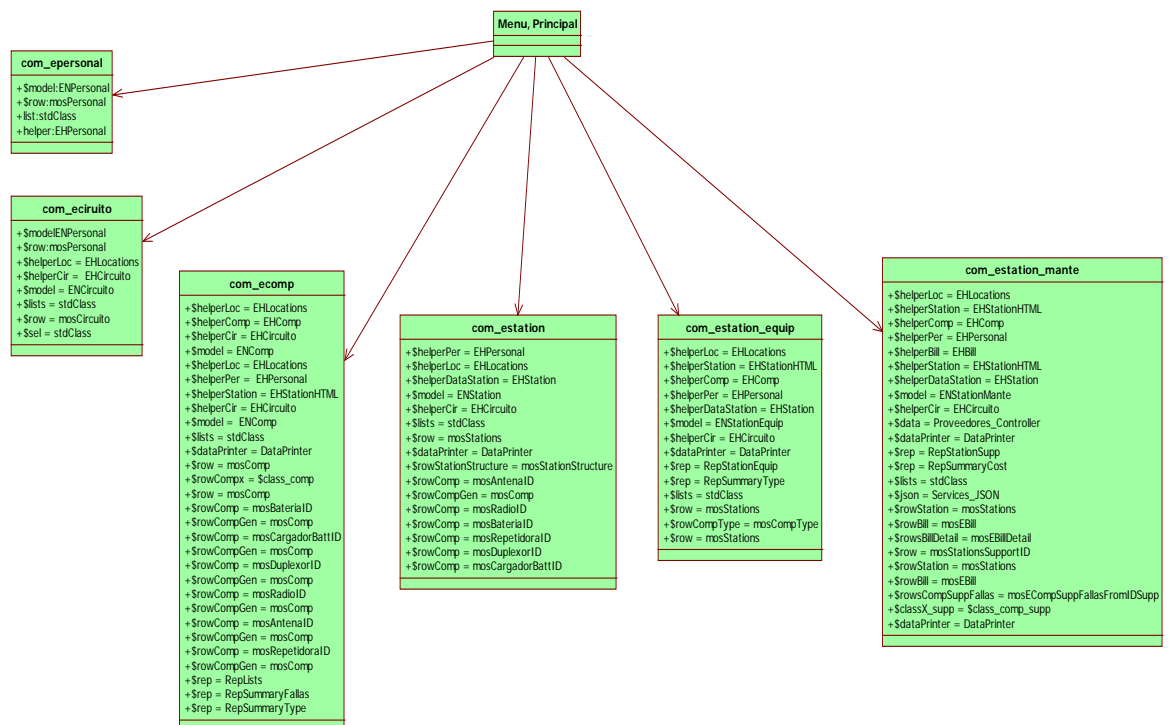 Menu, Principal
com_epersonal
+$model:ENPersonal
+$row:mosPersonal
+list:stdClass
+helper:EHPersonal
com_eciruito
+$modelENPersonal
+$row:mosPersonal
+$helperLoc = EHLocations
+$helperCir = EHCircuito
+$model = ENCircuito
+$lists = stdClass
+$row = mosCircuito
+$sel = stdClass
com_ecomp
+$helperLoc = EHLocations
+$helperComp = EHComp
+$helperCir = EHCircuito
+$model = ENComp
+$helperLoc = EHLocations
+$helperPer = EHPersonal
+$helperStation = EHStationHTML
+$helperCir = EHCircuito
+$model = ENComp
+$lists = stdClass
+$dataPrinter = DataPrinter
+$row = mosComp
+$rowCompx = $class_comp
+$row = mosComp
+$rowComp = mosBateriaID
+$rowCompGen = mosComp
+$rowComp = mosCargadorBattID
+$rowCompGen = mosComp
+$rowComp = mosDuplexorID
+$rowCompGen = mosComp
+$rowComp = mosRadioID
+$rowCompGen = mosComp
+$rowComp = mosAntenaID
+$rowCompGen = mosComp
+$rowComp = mosRepetidoraID
+$rowCompGen = mosComp
+$rep = RepLists
+$rep = RepSummaryFallas
+$rep = RepSummaryType
com_estation
+$helperPer = EHPersonal
+$helperLoc = EHLocations
+$helperDataStation = EHStation
+$model = ENStation
+$helperCir = EHCircuito
+$lists = stdClass
+$row = mosStations
+$dataPrinter = DataPrinter
+$rowStationStructure = mosStationStructure
+$rowComp = mosAntenaID
+$rowCompGen = mosComp
+$rowComp = mosRadioID
+$rowComp = mosBateriaID
+$rowComp = mosRepetidoraID
+$rowComp = mosDuplexorID
+$rowComp = mosCargadorBattID
com_estation_equip
+$helperLoc = EHLocations
+$helperStation = EHStationHTML
+$helperComp = EHComp
+$helperPer = EHPersonal
+$helperDataStation = EHStation
+$model = ENStationEquip
+$helperCir = EHCircuito
+$dataPrinter = DataPrinter
+$rep = RepStationEquip
+$rep = RepSummaryType
+$lists = stdClass
+$row = mosStations
+$rowCompType = mosCompType
+$row = mosStations
com_estation_mante
+$helperLoc = EHLocations
+$helperStation = EHStationHTML
+$helperComp = EHComp
+$helperPer = EHPersonal
+$helperBill = EHBill
+$helperStation = EHStationHTML
+$helperDataStation = EHStation
+$model = ENStationMante
+$helperCir = EHCircuito
+$data = Proveedores_Controller
+$dataPrinter = DataPrinter
+$rep = RepStationSupp
+$rep = RepSummaryCost
+$lists = stdClass
+$json = Services_JSON
+$rowStation = mosStations
+$rowBill = mosEBill
+$rowsBillDetail = mosEBillDetail
+$row = mosStationsSupportID
+$rowStation = mosStations
+$rowBill = mosEBill
+$rowsCompSuppFallas = mosECompSuppFallasFromIDSupp
+$classX_supp = $class_comp_supp
+$dataPrinter = DataPrinter